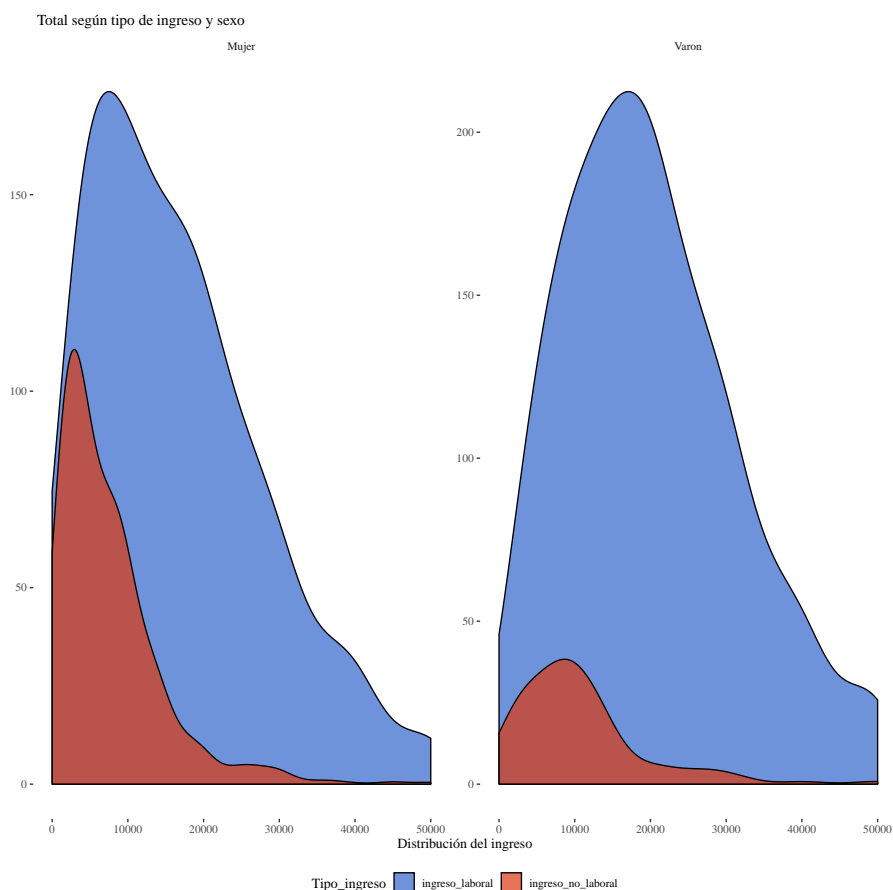 Total según tipo de ingreso y sexo
Mujer
Varon
150
100
50
0
200
150
100
50
0
0 10000 20000 30000 40000 50000
0 10000 20000 30000 40000 50000
Distribución del ingreso
Tipo_ingreso ingreso_laboral ingreso_no_laboral